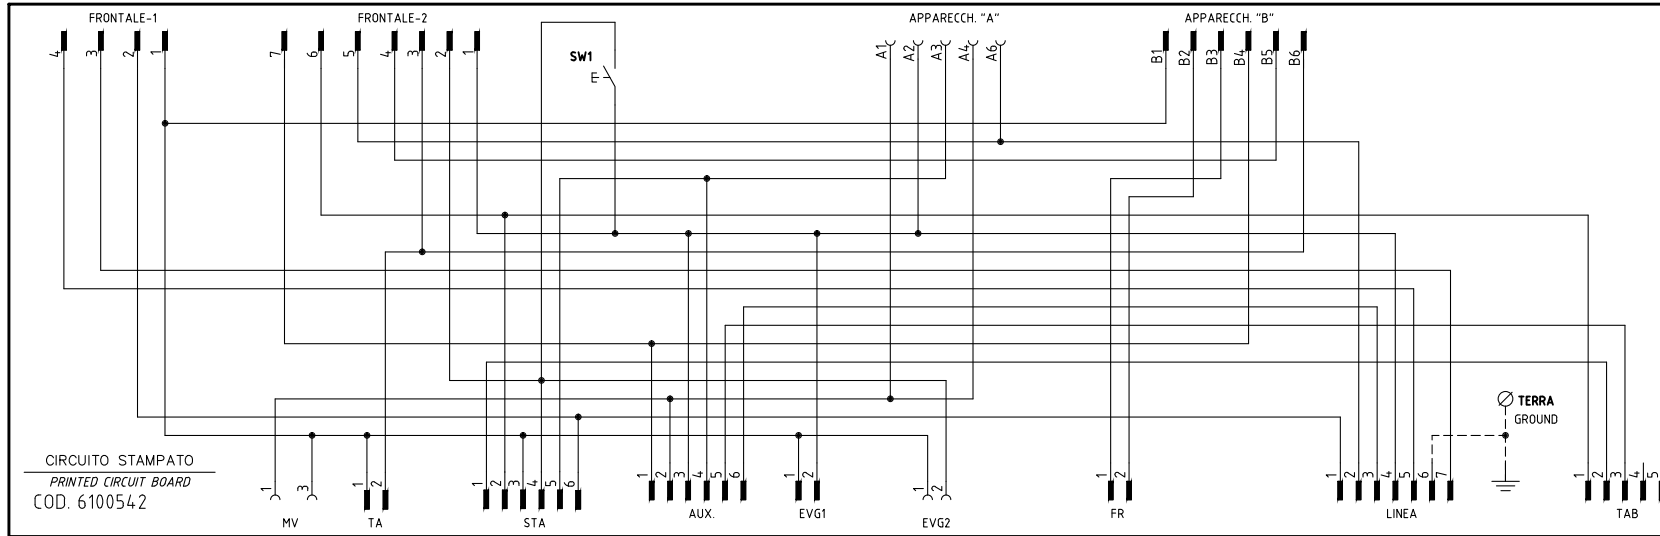 FRONTALE-1
FRONTALE-2
APPARECCH. "A"
APPARECCH. "B"
4 3 2 1
7 6 5 4 3 2 1
SW1
E
A1 A2 A3 A4 A6
B1 B2 B3 B4 B5 B6
TERRA
GROUND
CIRCUITO STAMPATO
PRINTED CIRCUIT BOARD
COD. 6100542
1 3
MV
1 2
TA
1 2 3 4 5 6
STA
1 2 3 4 5 6
AUX.
1 2
EVG1
1 2
EVG2
1 2
FR
1 2 3 4 5 6 7
LINEA
1 2 3 4 5
TAB